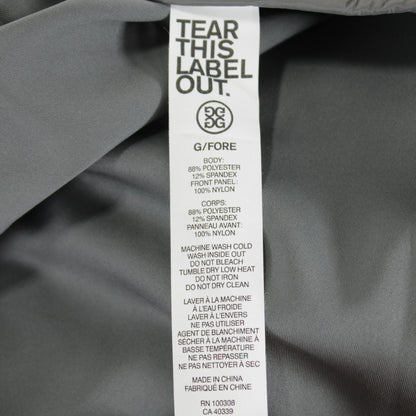 TEAR
THIS
LABEL
OUT.
G/FORE
BODY:
88% POLYESTER
12% SPANDEX
FRONT PANEL:
100% NYLON
CORPS:
88% POLYESTER
12% SPANDEX
PANNEAU AVANT:
100% NYLON
MACHINE WASH COLD
WASH INSIDE OUT
DO NOT BLEACH
TUMBLE DRY LOW HEAT
DO NOT IRON
DO NOT DRY CLEAN
LAVER À LA MACHINE
À L'EAU FROIDE
LAVER À L'ENVERS
NE PAS UTILISER
AGENT DE BLANCHIMENT
SÉCHER À LA MACHINE À
BASSE TEMPÉRATURE
NE PAS REPASSER
NE PAS NETTOYER À SEC
MADE IN CHINA
FABRIQUÉ EN CHINE
RN 100308
CA 40339